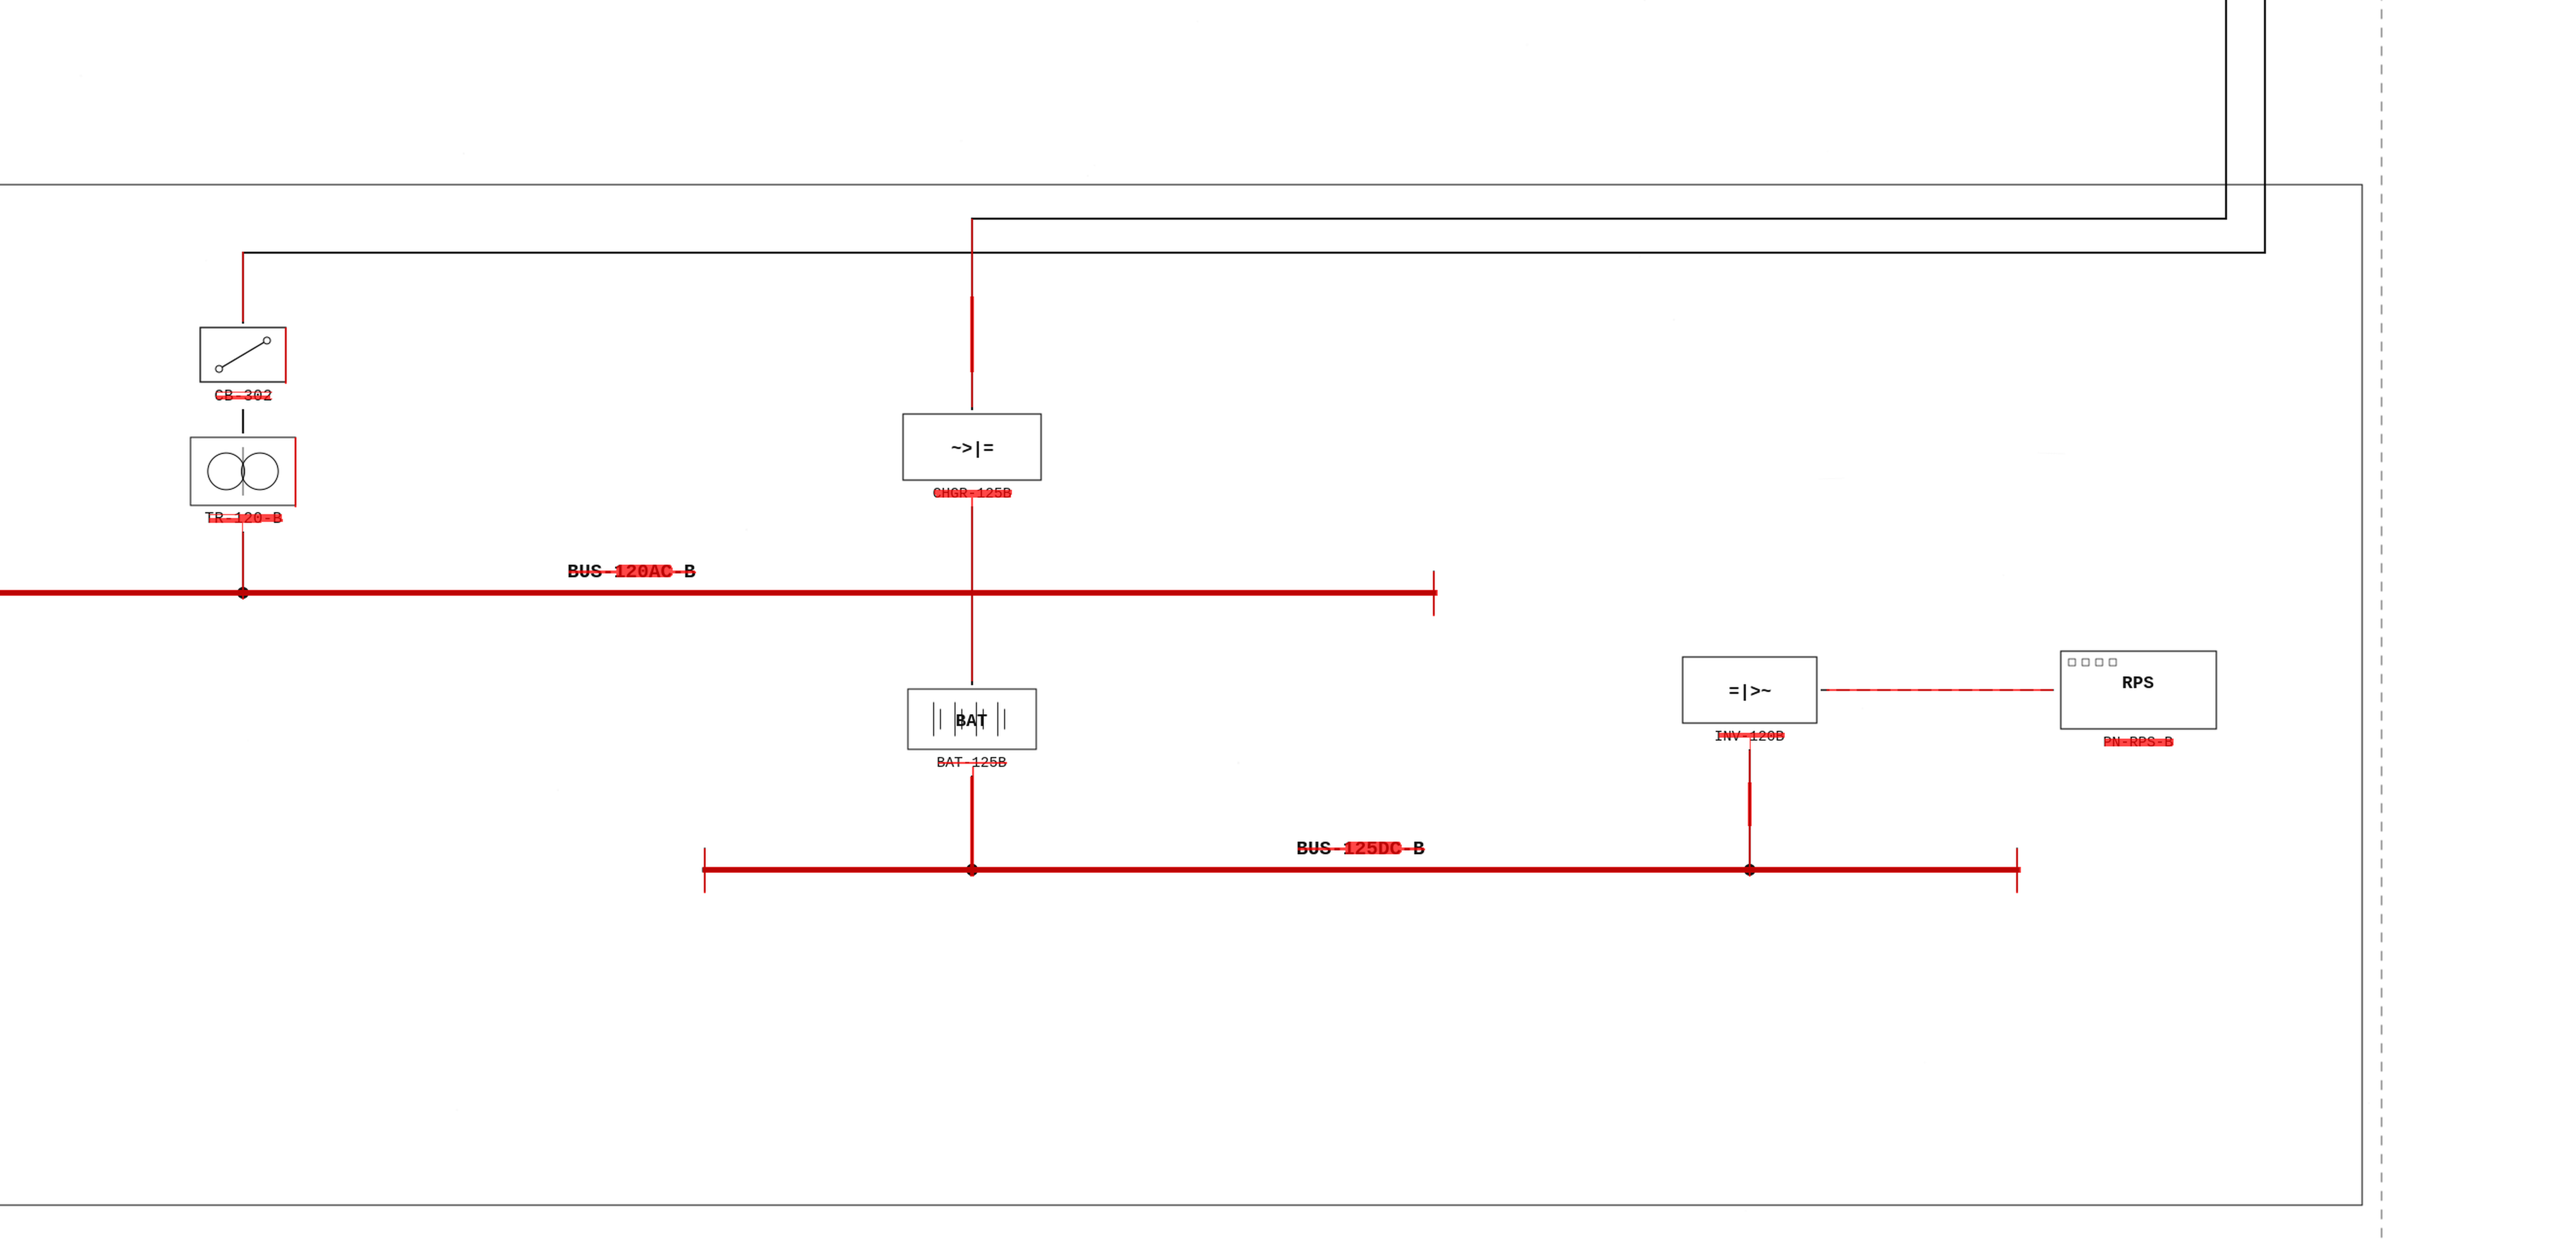 CB-302
~>|=
TR-120-B
CHGR-125B
BUS-120AC-B
=|>~
RPS
BAT
INV-120B
PN-RPS-B
BAT-125B
BUS-125DC-B